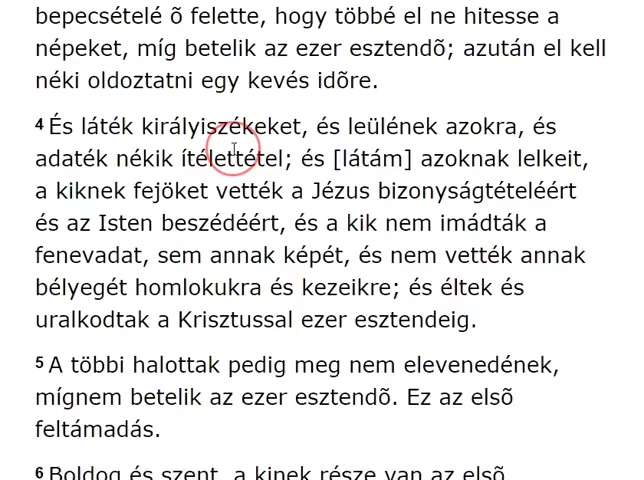 bepecsételé õ felette, hogy többé el ne hitesse a
népeket, míg betelik az ezer esztendõ; azután el kell
néki oldoztatni egy kevés idõre.
4 És láték királyiszékeket, és leülének azokra, és
adaték nékik ítélettétel; és [látám] azoknak lelkeit,
a kiknek fejöket vették a Jézus bizonyságtételéért
és az Isten beszédéért, és a kik nem imádták a
fenevadat, sem annak képét, és nem vették annak
bélyegét homlokukra és kezeikre; és éltek és
uralkodtak a Krisztussal ezer esztendeig.
5 A többi halottak pedig meg nem elevenedének,
mígnem betelik az ezer esztendõ. Ez az elsõ
feltámadás.
6 Boldog és szent, a kinek része van az elsõ